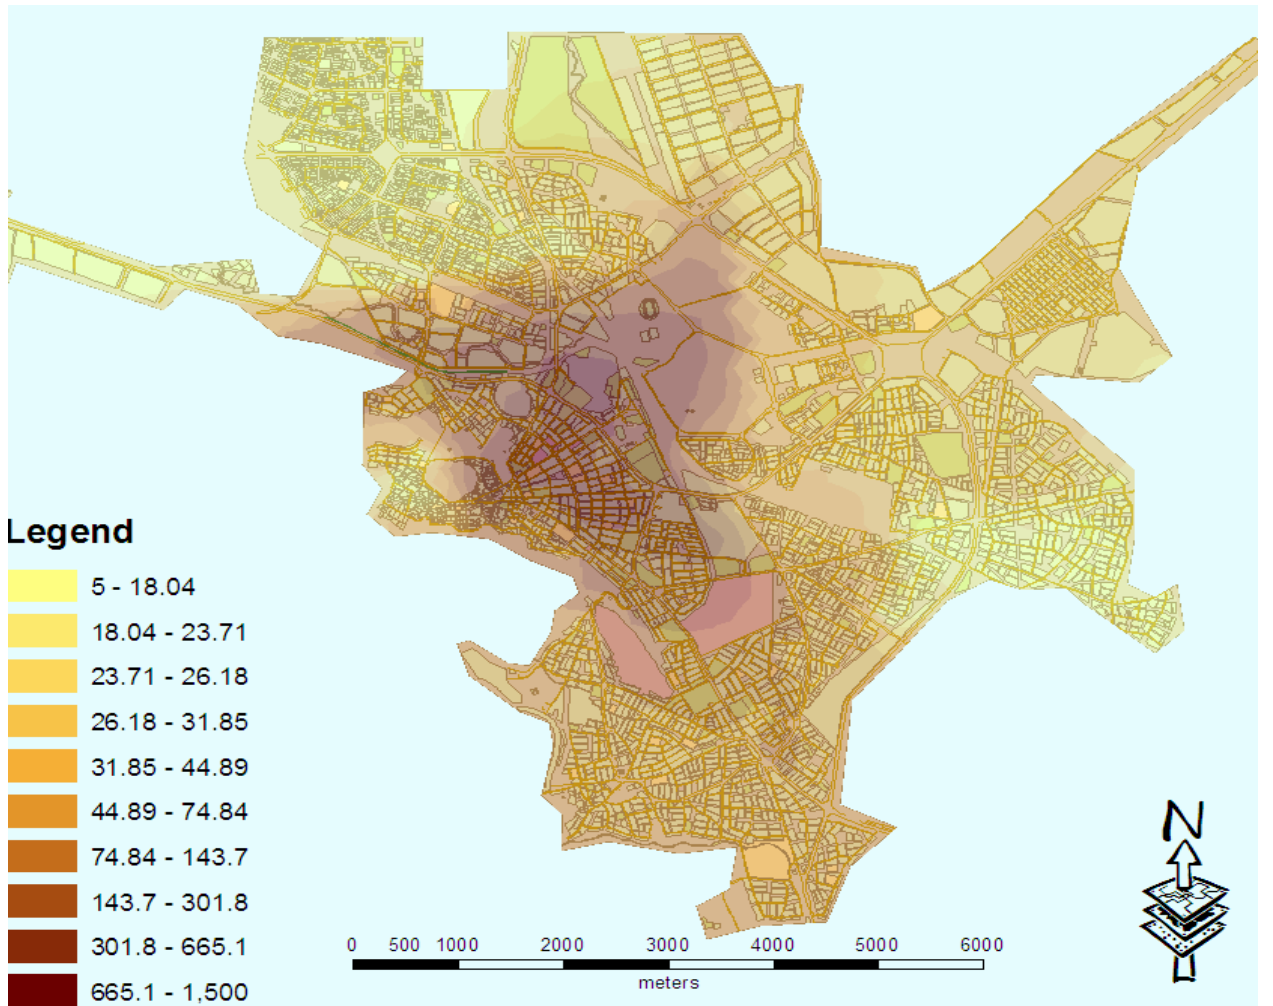 Legend
5 - 18.04
18.04 - 23.71
23.71 - 26.18
26.18 - 31.85
31.85 - 44.89
44.89 - 74.84
74.84 - 143.7
143.7 - 301.8
301.8 - 665.1
665.1 - 1,500
0 500 1000 2000 3000 4000 5000 6000
meters
N